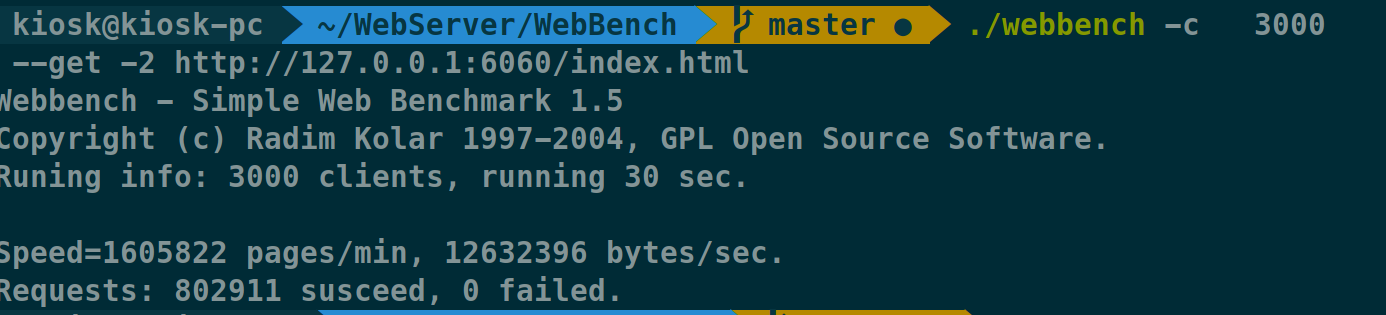 kiosk@kiosk-pc ~/WebServer/WebBench master ● ./webbench -c 3000
--get -2 http://127.0.0.1:6060/index.html
Webbench - Simple Web Benchmark 1.5
Copyright (c) Radim Kolar 1997-2004, GPL Open Source Software.
Runing info: 3000 clients, running 30 sec.
Speed=1605822 pages/min, 12632396 bytes/sec.
Requests: 802911 susceed, 0 failed.